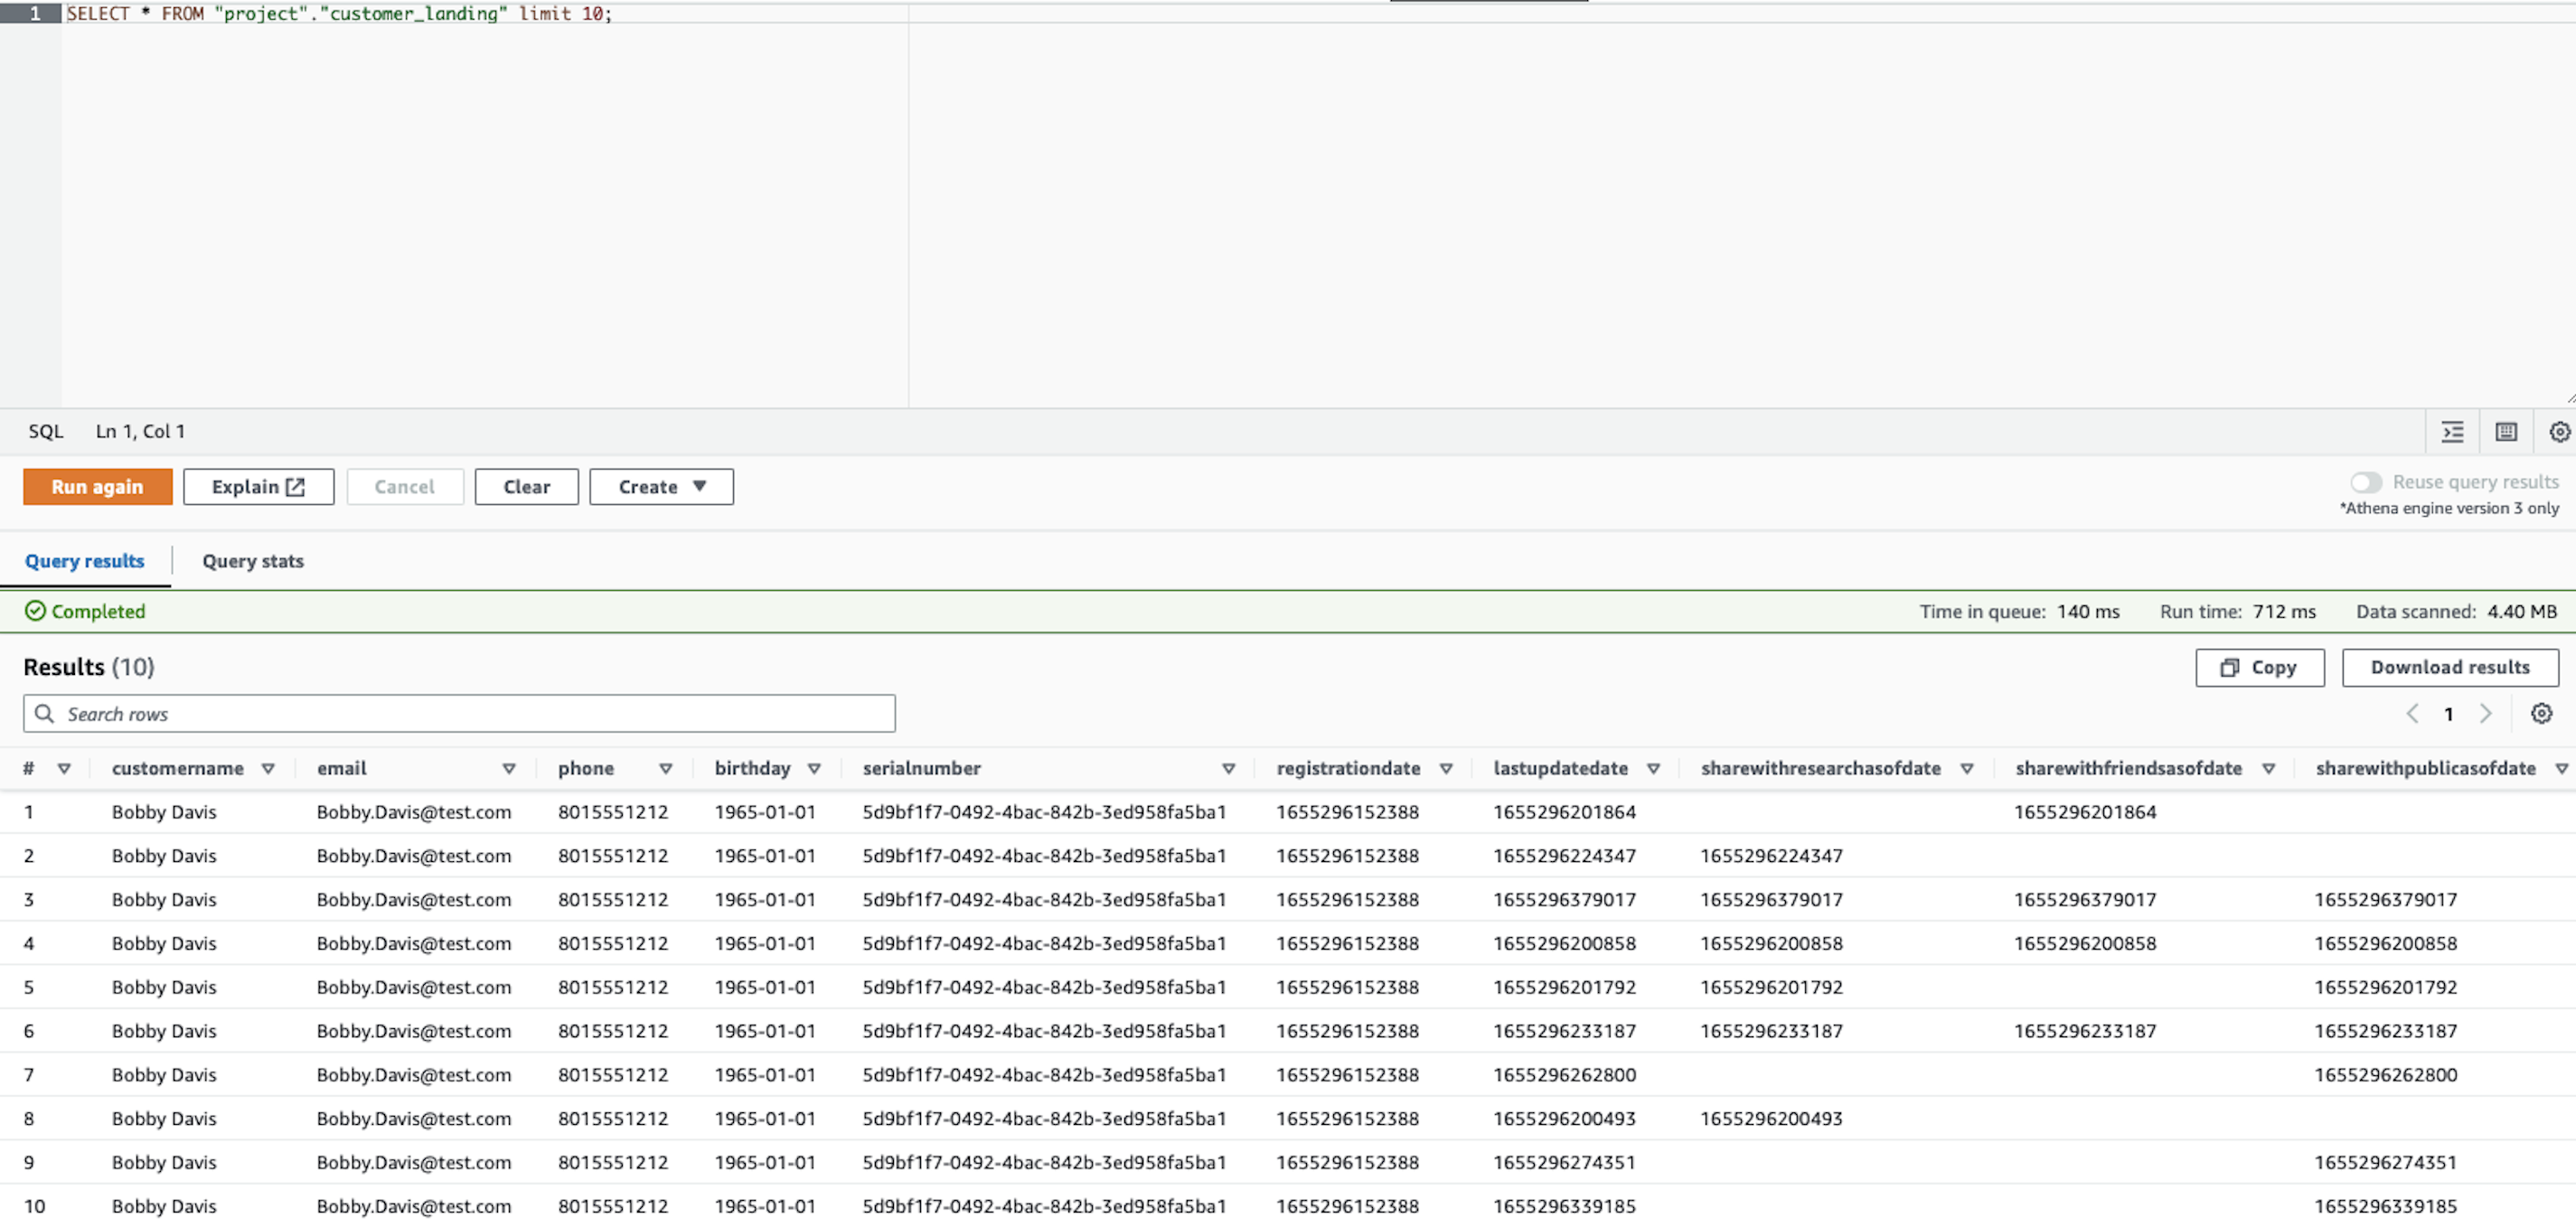 1 SELECT * FROM "project"."customer_landing" limit 10;
SQL Ln 1, Col 1
Run again Explain Cancel Clear Create Reuse query results
*Athena engine version 3 only
Query results Query stats
Completed Time in queue: 140 ms Run time: 712 ms Data scanned: 4.40 MB
Results (10) Copy Download results
Search rows 1
# customername email phone birthday serialnumber registrationdate lastupdatedate sharewithresearchasofdate sharewithfriendsasofdate sharewithpublicasofdate
1 Bobby Davis Bobby.Davis@test.com 8015551212 1965-01-01 5d9bf1f7-0492-4bac-842b-3ed958fa5ba1 1655296152388 1655296201864 1655296201864
2 Bobby Davis Bobby.Davis@test.com 8015551212 1965-01-01 5d9bf1f7-0492-4bac-842b-3ed958fa5ba1 1655296152388 1655296224347 1655296224347
3 Bobby Davis Bobby.Davis@test.com 8015551212 1965-01-01 5d9bf1f7-0492-4bac-842b-3ed958fa5ba1 1655296152388 1655296379017 1655296379017 1655296379017 1655296379017
4 Bobby Davis Bobby.Davis@test.com 8015551212 1965-01-01 5d9bf1f7-0492-4bac-842b-3ed958fa5ba1 1655296152388 1655296200858 1655296200858 1655296200858 1655296200858
5 Bobby Davis Bobby.Davis@test.com 8015551212 1965-01-01 5d9bf1f7-0492-4bac-842b-3ed958fa5ba1 1655296152388 1655296201792 1655296201792 1655296201792
6 Bobby Davis Bobby.Davis@test.com 8015551212 1965-01-01 5d9bf1f7-0492-4bac-842b-3ed958fa5ba1 1655296152388 1655296233187 1655296233187 1655296233187 1655296233187
7 Bobby Davis Bobby.Davis@test.com 8015551212 1965-01-01 5d9bf1f7-0492-4bac-842b-3ed958fa5ba1 1655296152388 1655296262800 1655296262800
8 Bobby Davis Bobby.Davis@test.com 8015551212 1965-01-01 5d9bf1f7-0492-4bac-842b-3ed958fa5ba1 1655296152388 1655296200493 1655296200493
9 Bobby Davis Bobby.Davis@test.com 8015551212 1965-01-01 5d9bf1f7-0492-4bac-842b-3ed958fa5ba1 1655296152388 1655296274351 1655296274351
10 Bobby Davis Bobby.Davis@test.com 8015551212 1965-01-01 5d9bf1f7-0492-4bac-842b-3ed958fa5ba1 1655296152388 1655296339185 1655296339185